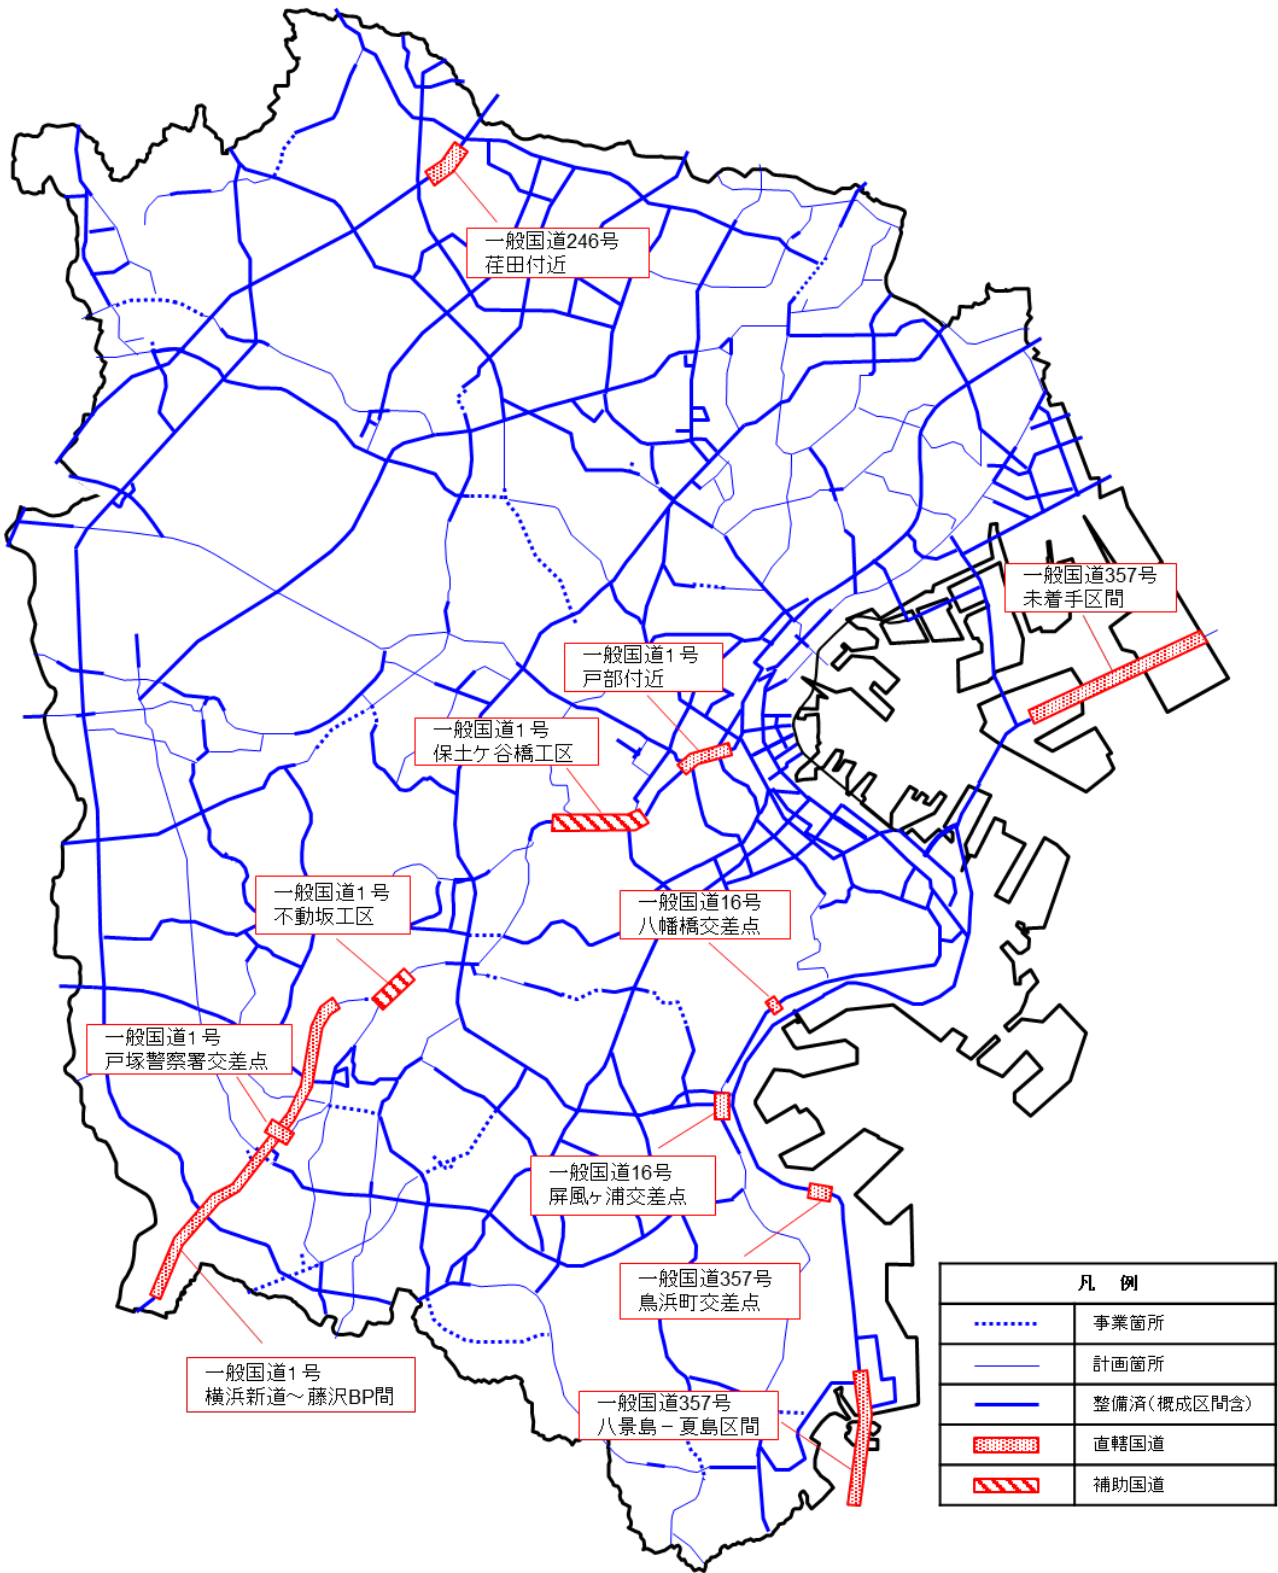 一般国道246号
荏田付近
一般国道357号
未着手区間
一般国道1号
戸部付近
一般国道1号
保土ケ谷橋工区
一般国道1号
不動坂工区
一般国道16号
八幡橋交差点
一般国道1号
戸塚警察署交差点
一般国道16号
屏風ヶ浦交差点
一般国道357号
鳥浜町交差点
一般国道1号
横浜新道～藤沢BP間
一般国道357号
八景島－夏島区間
凡 例
事業箇所
計画箇所
整備済(概成区間含)
直轄国道
補助国道